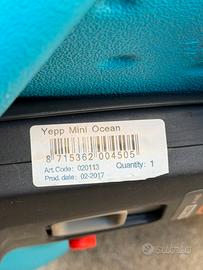 Yepp Mini Ocean
8 715362 004505
Art.Code: 020113 Quantity: 1
Prod. date: 02-2017
subito